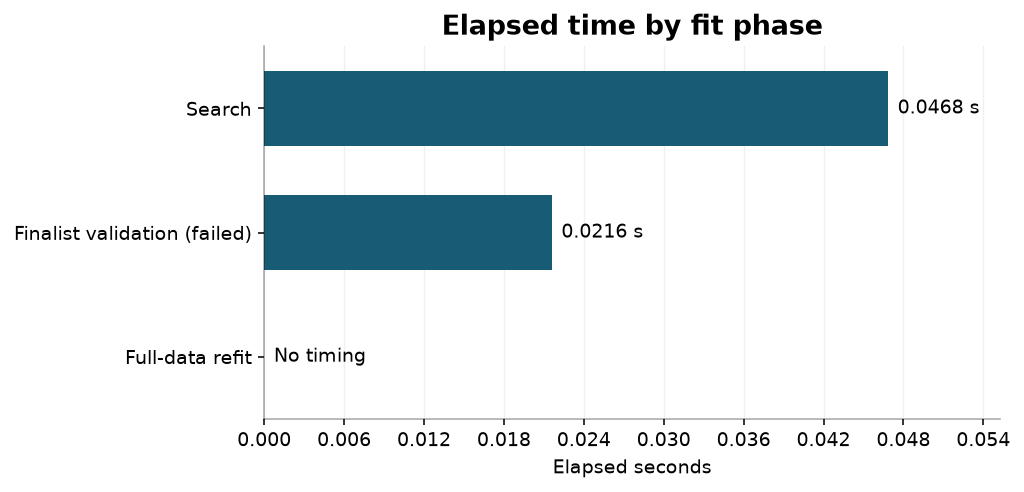 Elapsed time by fit phase
Search
0.0468 s
Finalist validation (failed)
0.0216 s
Full-data refit
No timing
0.000 0.006 0.012 0.018 0.024 0.030 0.036 0.042 0.048 0.054
Elapsed seconds